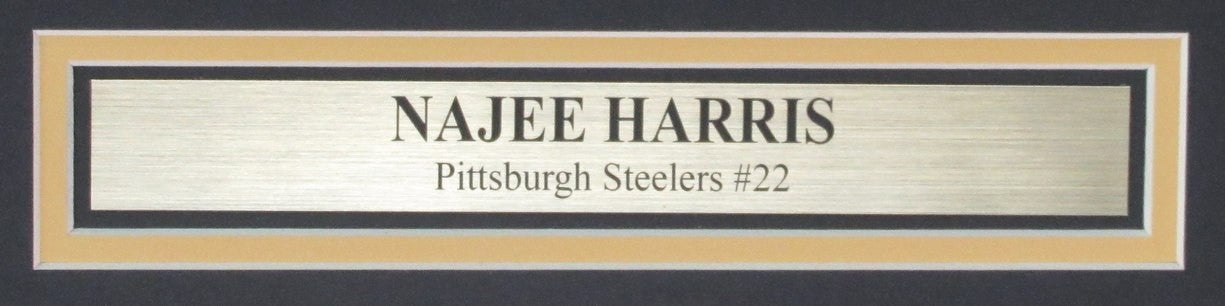 NAJEE HARRIS
Pittsburgh Steelers #22